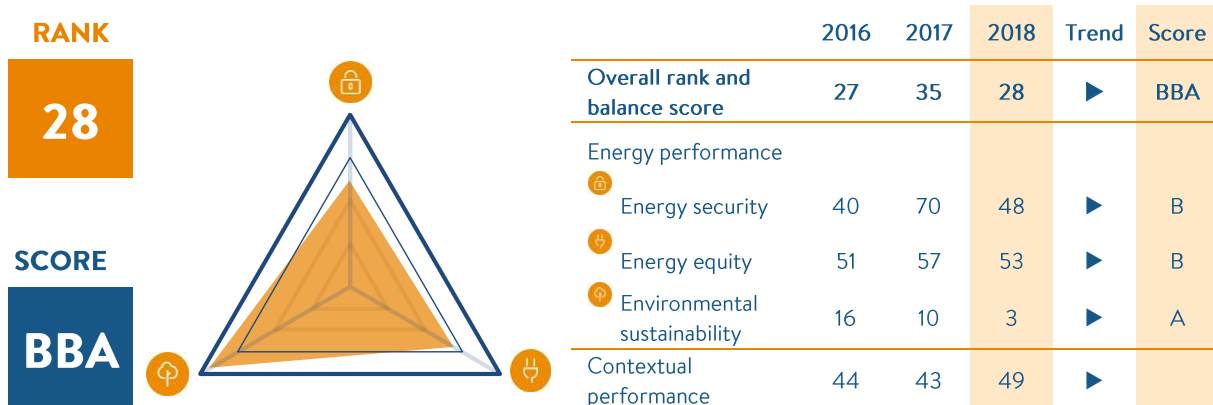 RANK
28
SCORE
BBA
2016 2017 2018 Trend Score
Overall rank and
balance score 27 35 28 BBA
Energy performance
Energy security 40 70 48 B
Energy equity 51 57 53 B
Environmental
sustainability 16 10 3 A
Contextual
performance 44 43 49